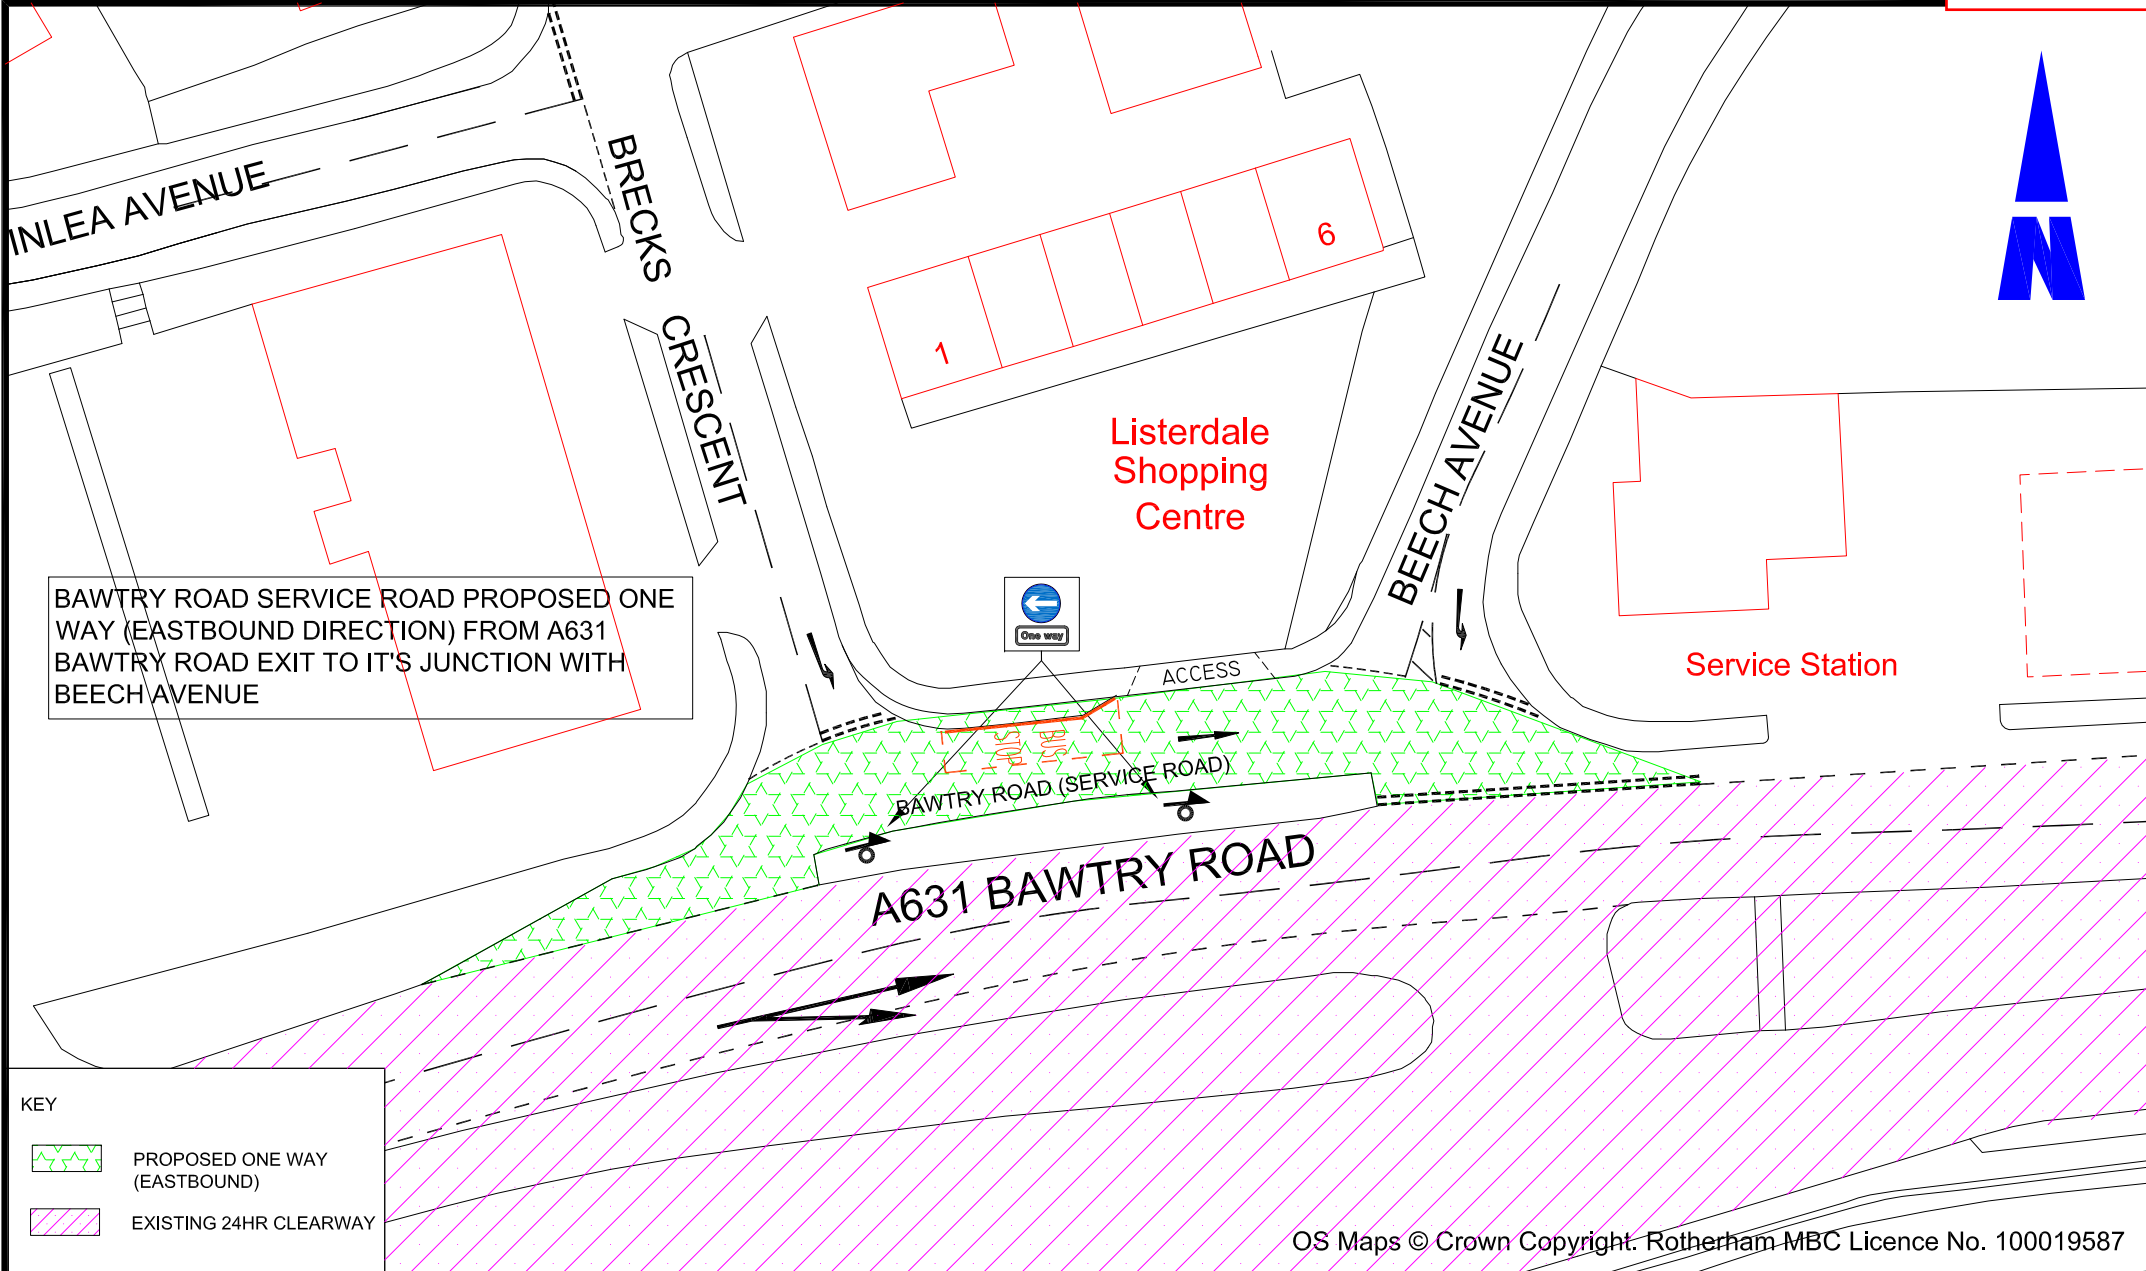 INLEA AVENUE
BRECKS CRESCENT
1
6
Listerdale
Shopping
Centre
BEECH AVENUE
BAWTRY ROAD SERVICE ROAD PROPOSED ONE
WAY (EASTBOUND DIRECTION) FROM A631
BAWTRY ROAD EXIT TO IT'S JUNCTION WITH
BEECH AVENUE
One way
ACCESS
Service Station
BUS
STOP
BAWTRY ROAD (SERVICE ROAD)
A631 BAWTRY ROAD
N
KEY
PROPOSED ONE WAY
(EASTBOUND)
EXISTING 24HR CLEARWAY
OS Maps © Crown Copyright. Rotherham MBC Licence No. 100019587